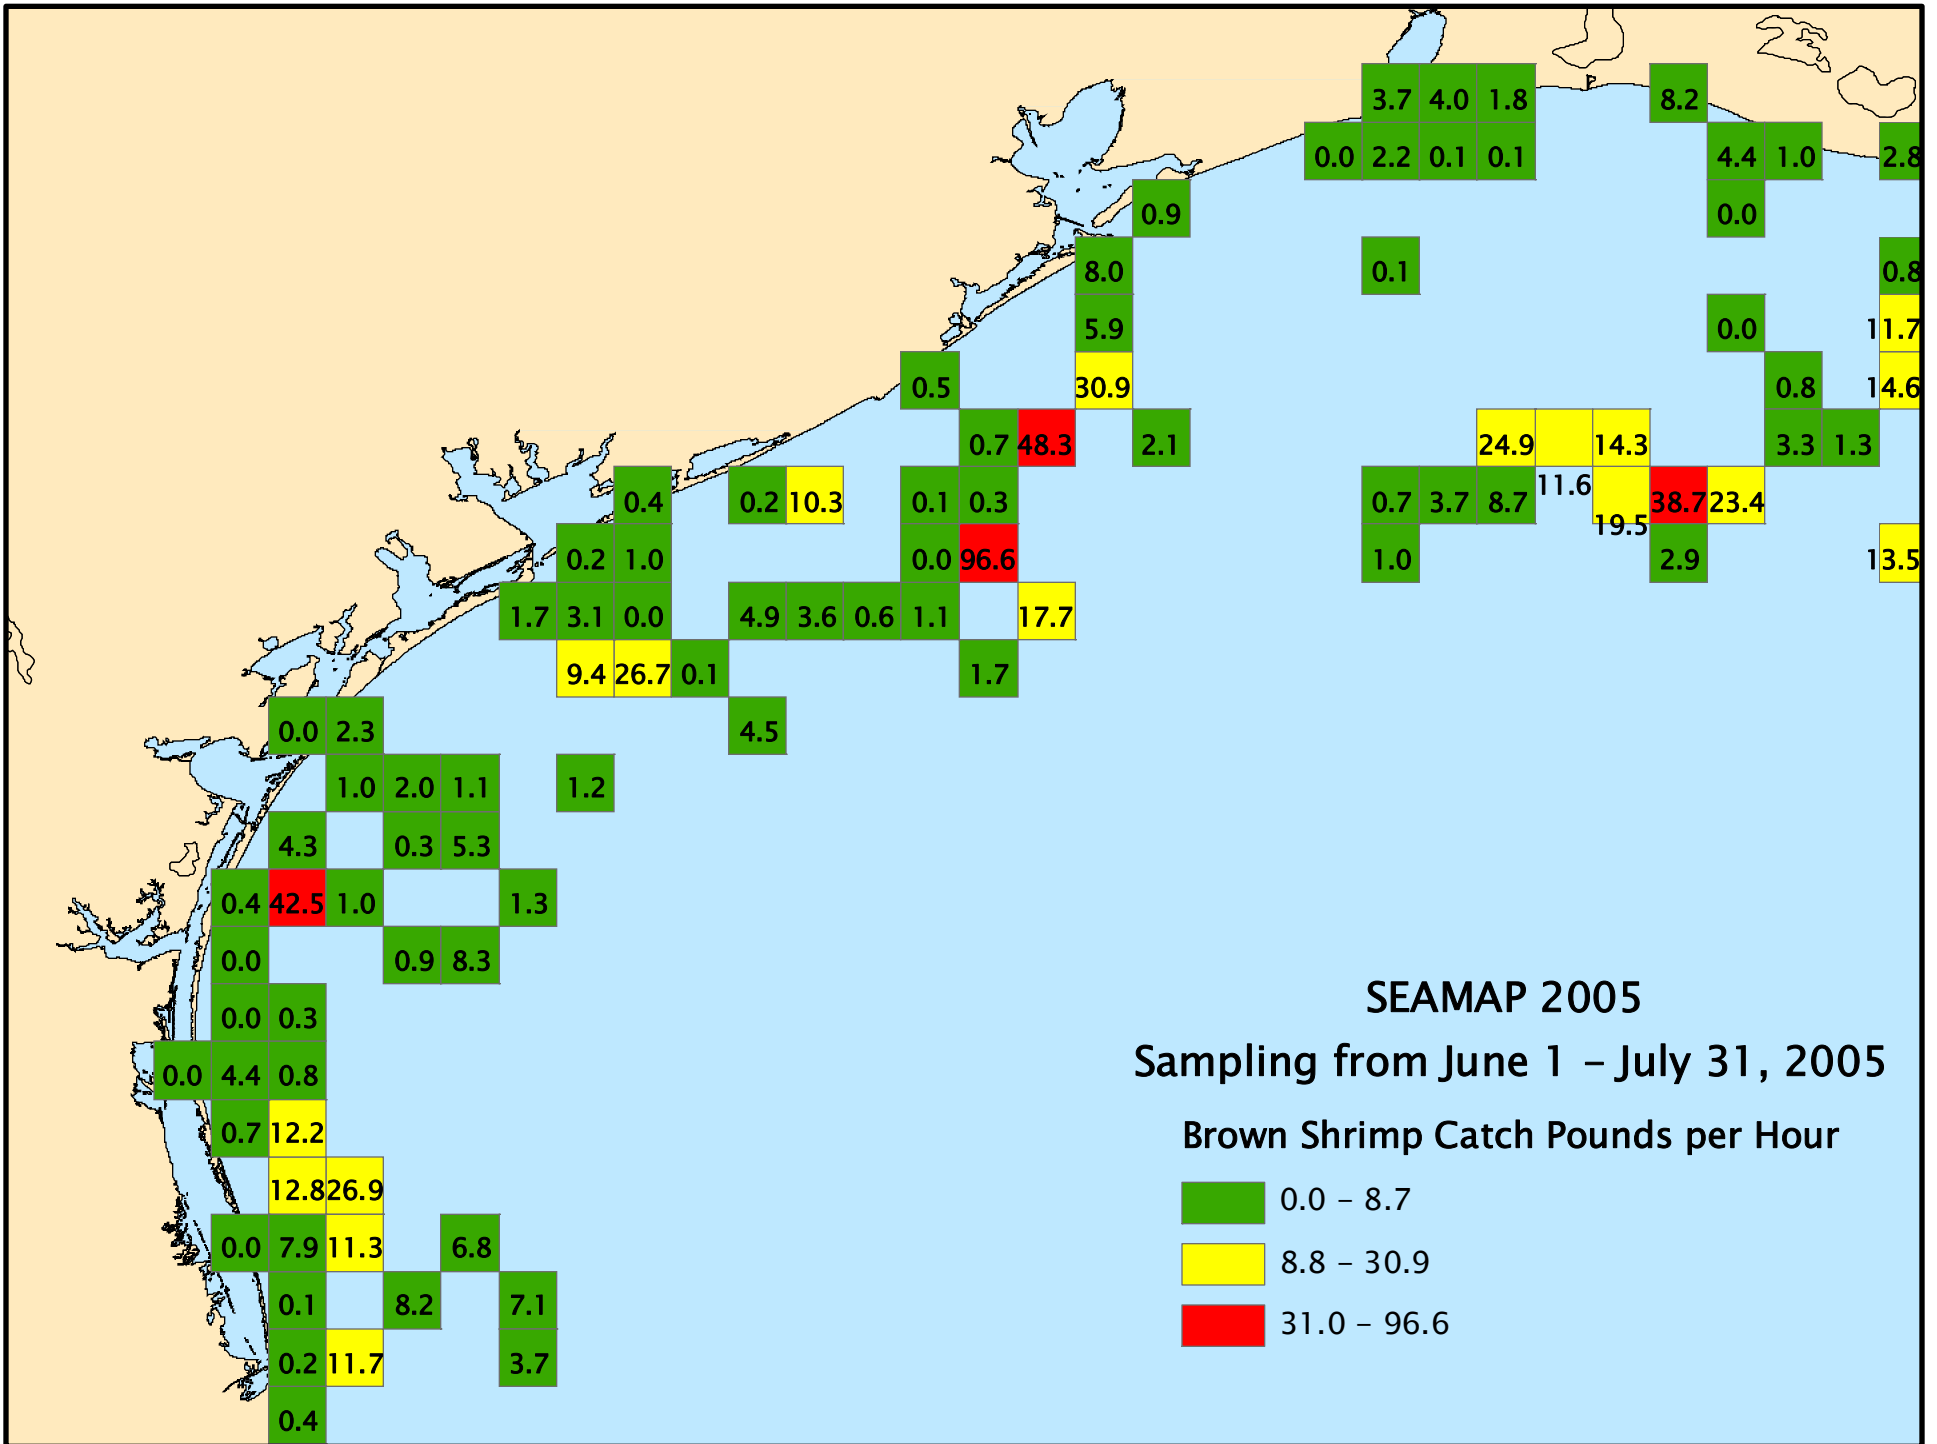 3.7 4.0 1.8 8.2
0.0 2.2 0.1 0.1 4.4 1.0 2.8
0.9 0.0
8.0 0.1 0.8
5.9 0.0 11.7
0.5 30.9 0.8 14.6
0.7 48.3 2.1 24.9 14.3 3.3 1.3
0.4 0.2 10.3 0.1 0.3 0.7 3.7 8.7 11.6 38.7 23.4
19.5
0.2 1.0 0.0 96.6 1.0 2.9 13.5
1.7 3.1 0.0 4.9 3.6 0.6 1.1 17.7
9.4 26.7 0.1 1.7
0.0 2.3 4.5
1.0 2.0 1.1 1.2
4.3 0.3 5.3
0.4 42.5 1.0 1.3
0.0 0.9 8.3
0.0 0.3
0.0 4.4 0.8
0.7 12.2
12.8 26.9
0.0 7.9 11.3 6.8
0.1 8.2 7.1
0.2 11.7 3.7
0.4
SEAMAP 2005
Sampling from June 1 – July 31, 2005
Brown Shrimp Catch Pounds per Hour
0.0 – 8.7
8.8 – 30.9
31.0 – 96.6